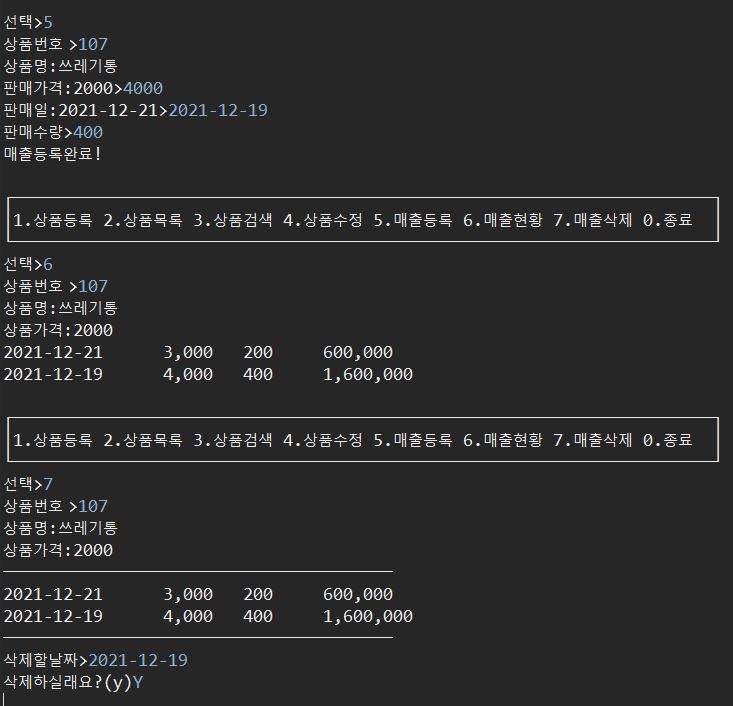 선택>5
상품번호 >107
상품명:쓰레기통
판매가격:2000>4000
판매일:2021-12-21>2021-12-19
판매수량>400
매출등록완료!
1.상품등록 2.상품목록 3.상품검색 4.상품수정 5.매출등록 6.매출현황 7.매출삭제 0.종료
선택>6
상품번호 >107
상품명:쓰레기통
상품가격:2000
2021-12-21 3,000 200 600,000
2021-12-19 4,000 400 1,600,000
1.상품등록 2.상품목록 3.상품검색 4.상품수정 5.매출등록 6.매출현황 7.매출삭제 0.종료
선택>7
상품번호 >107
상품명:쓰레기통
상품가격:2000
2021-12-21 3,000 200 600,000
2021-12-19 4,000 400 1,600,000
삭제할날짜>2021-12-19
삭제하실래요?(y)Y